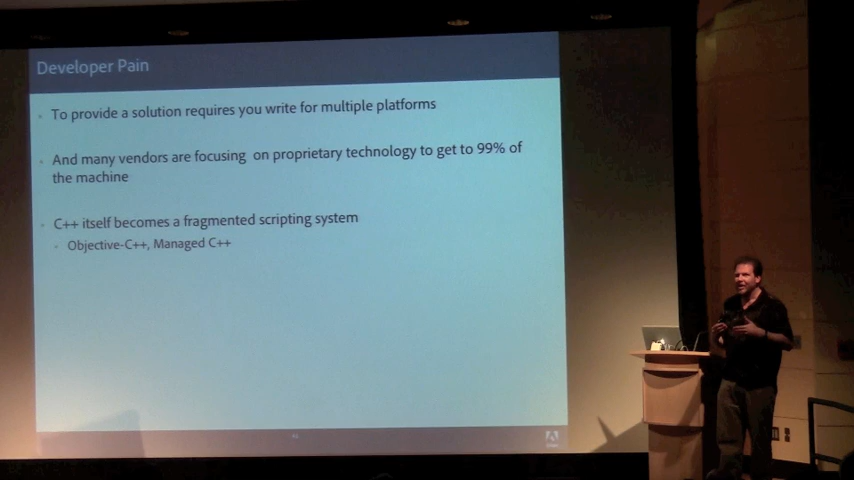 Developer Pain
To provide a solution requires you write for multiple platforms
And many vendors are focusing on proprietary technology to get to 99% of
the machine
C++ itself becomes a fragmented scripting system
Objective-C++, Managed C++